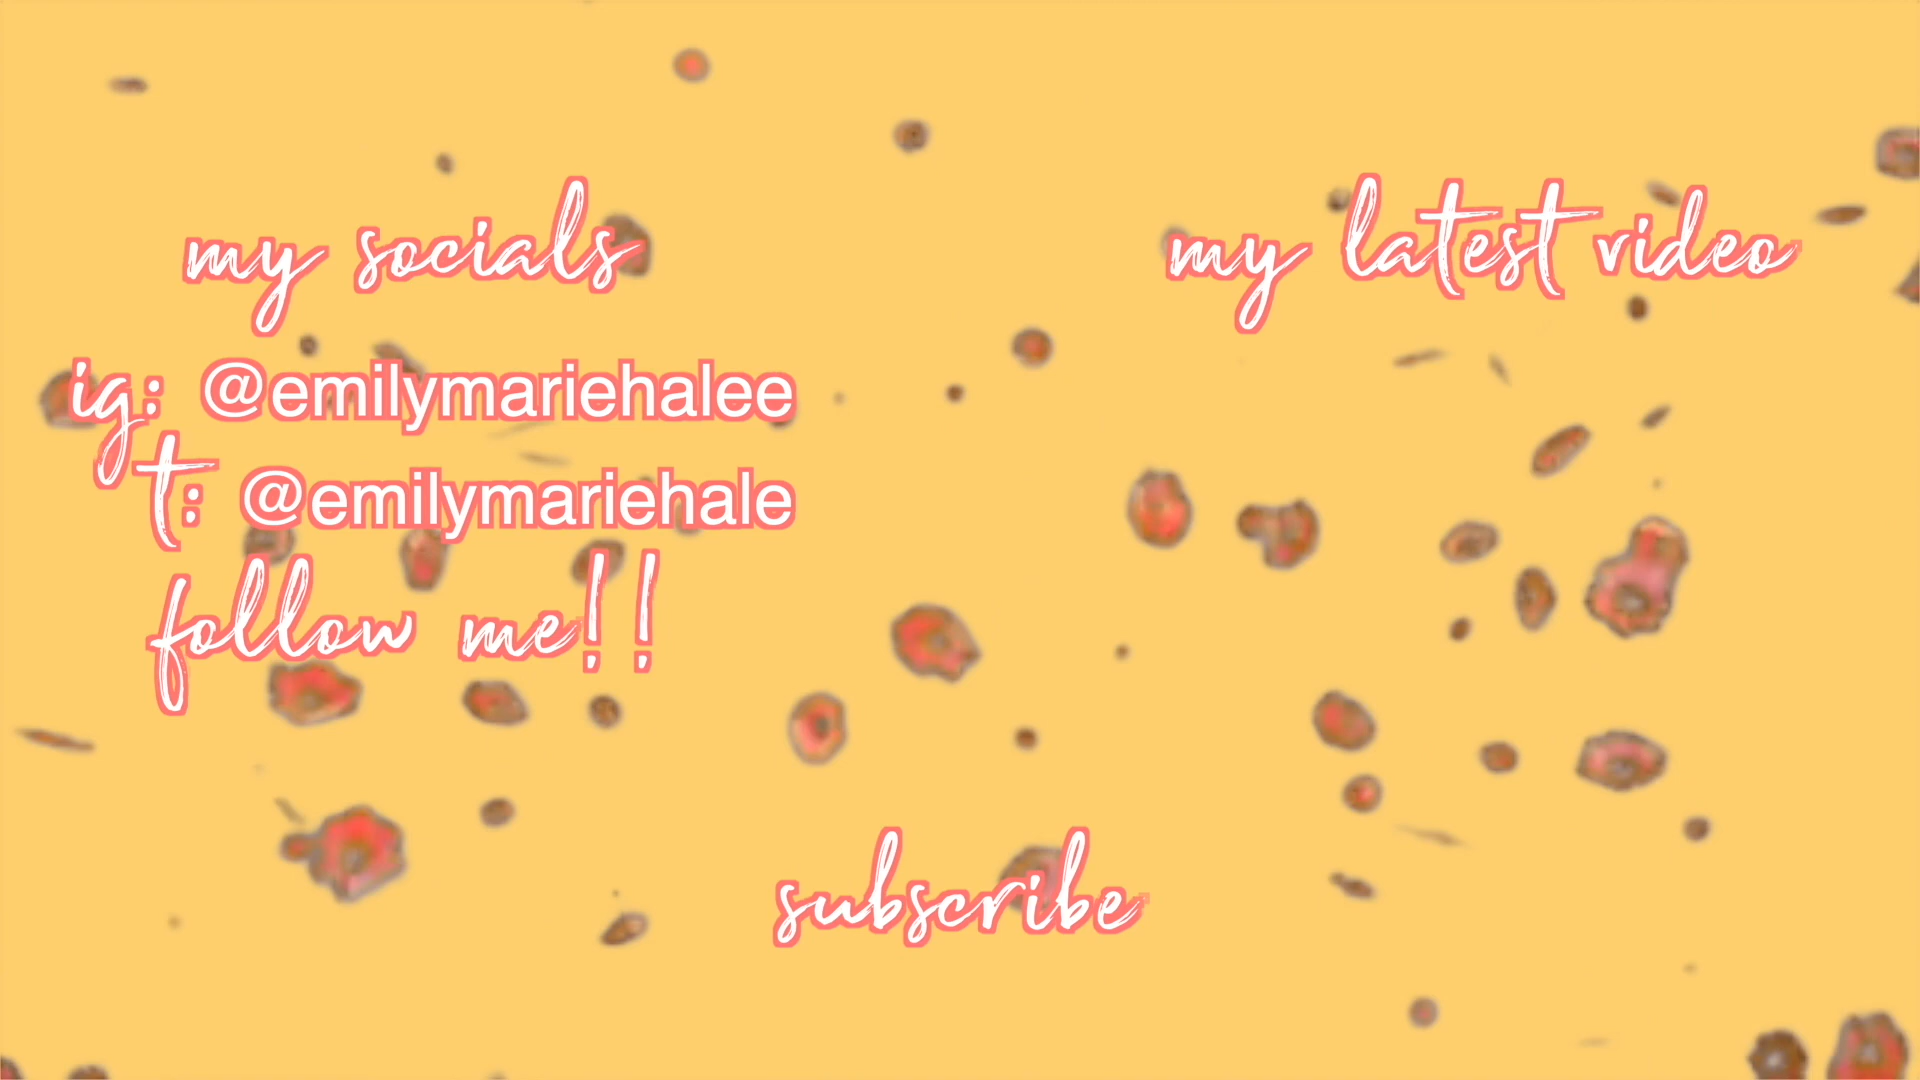 my socials
ig: @emilymariehalee
t: @emilymariehale
follow me!!
my latest video
subscribe